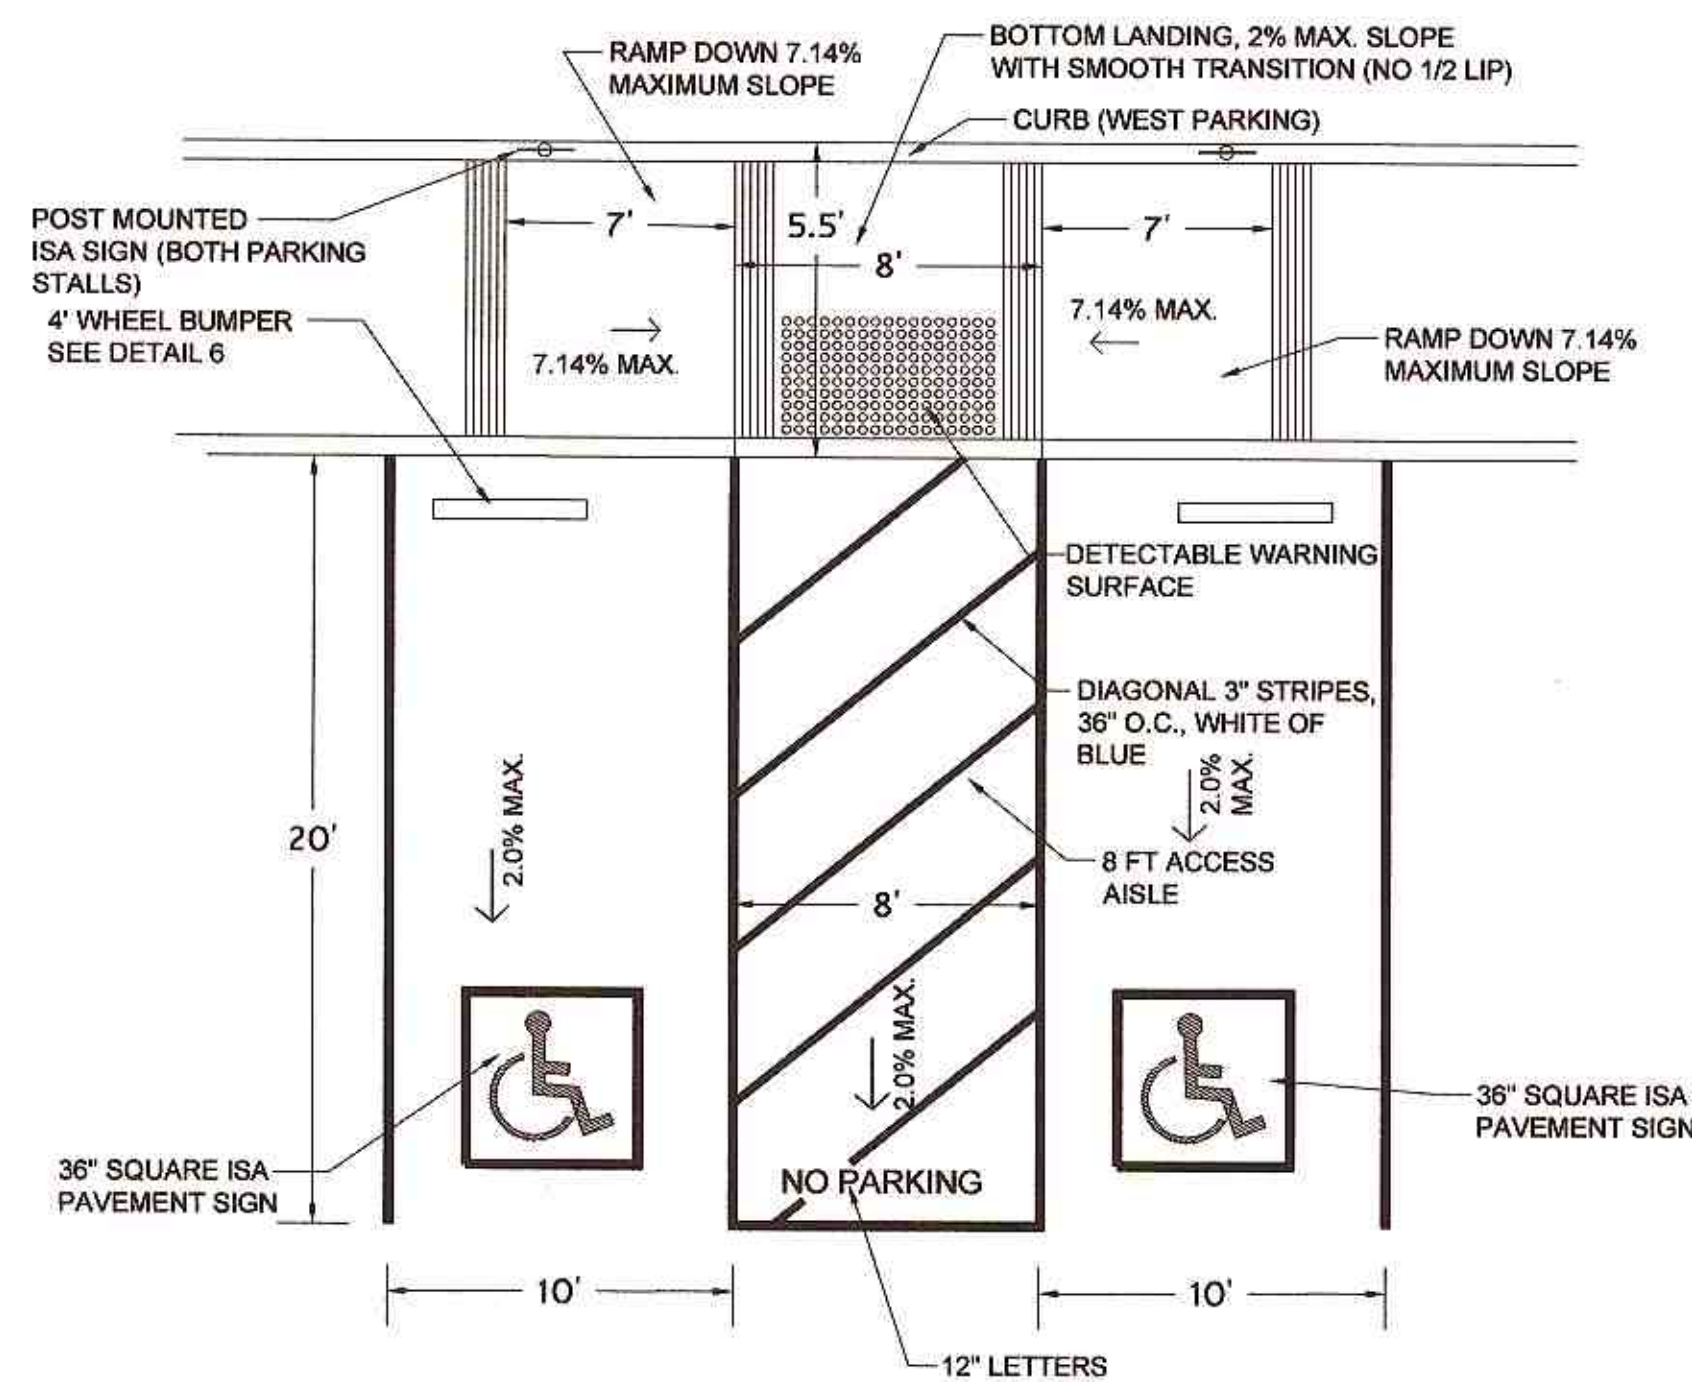 RAMP DOWN 7.14%
MAXIMUM SLOPE
BOTTOM LANDING, 2% MAX. SLOPE
WITH SMOOTH TRANSITION (NO 1/2 LIP)
CURB (WEST PARKING)
POST MOUNTED
ISA SIGN (BOTH PARKING
STALLS)
4' WHEEL BUMPER
SEE DETAIL 6
7'
5.5'
8'
7'
7.14% MAX.
7.14% MAX.
RAMP DOWN 7.14%
MAXIMUM SLOPE
DETECTABLE WARNING
SURFACE
DIAGONAL 3" STRIPES,
36" O.C., WHITE OF
BLUE
2.0% MAX.
2.0%
MAX.
20'
8 FT ACCESS
AISLE
8'
2.0% MAX.
36" SQUARE ISA
PAVEMENT SIGN
36" SQUARE ISA
PAVEMENT SIGN
NO PARKING
10'
10'
12" LETTERS